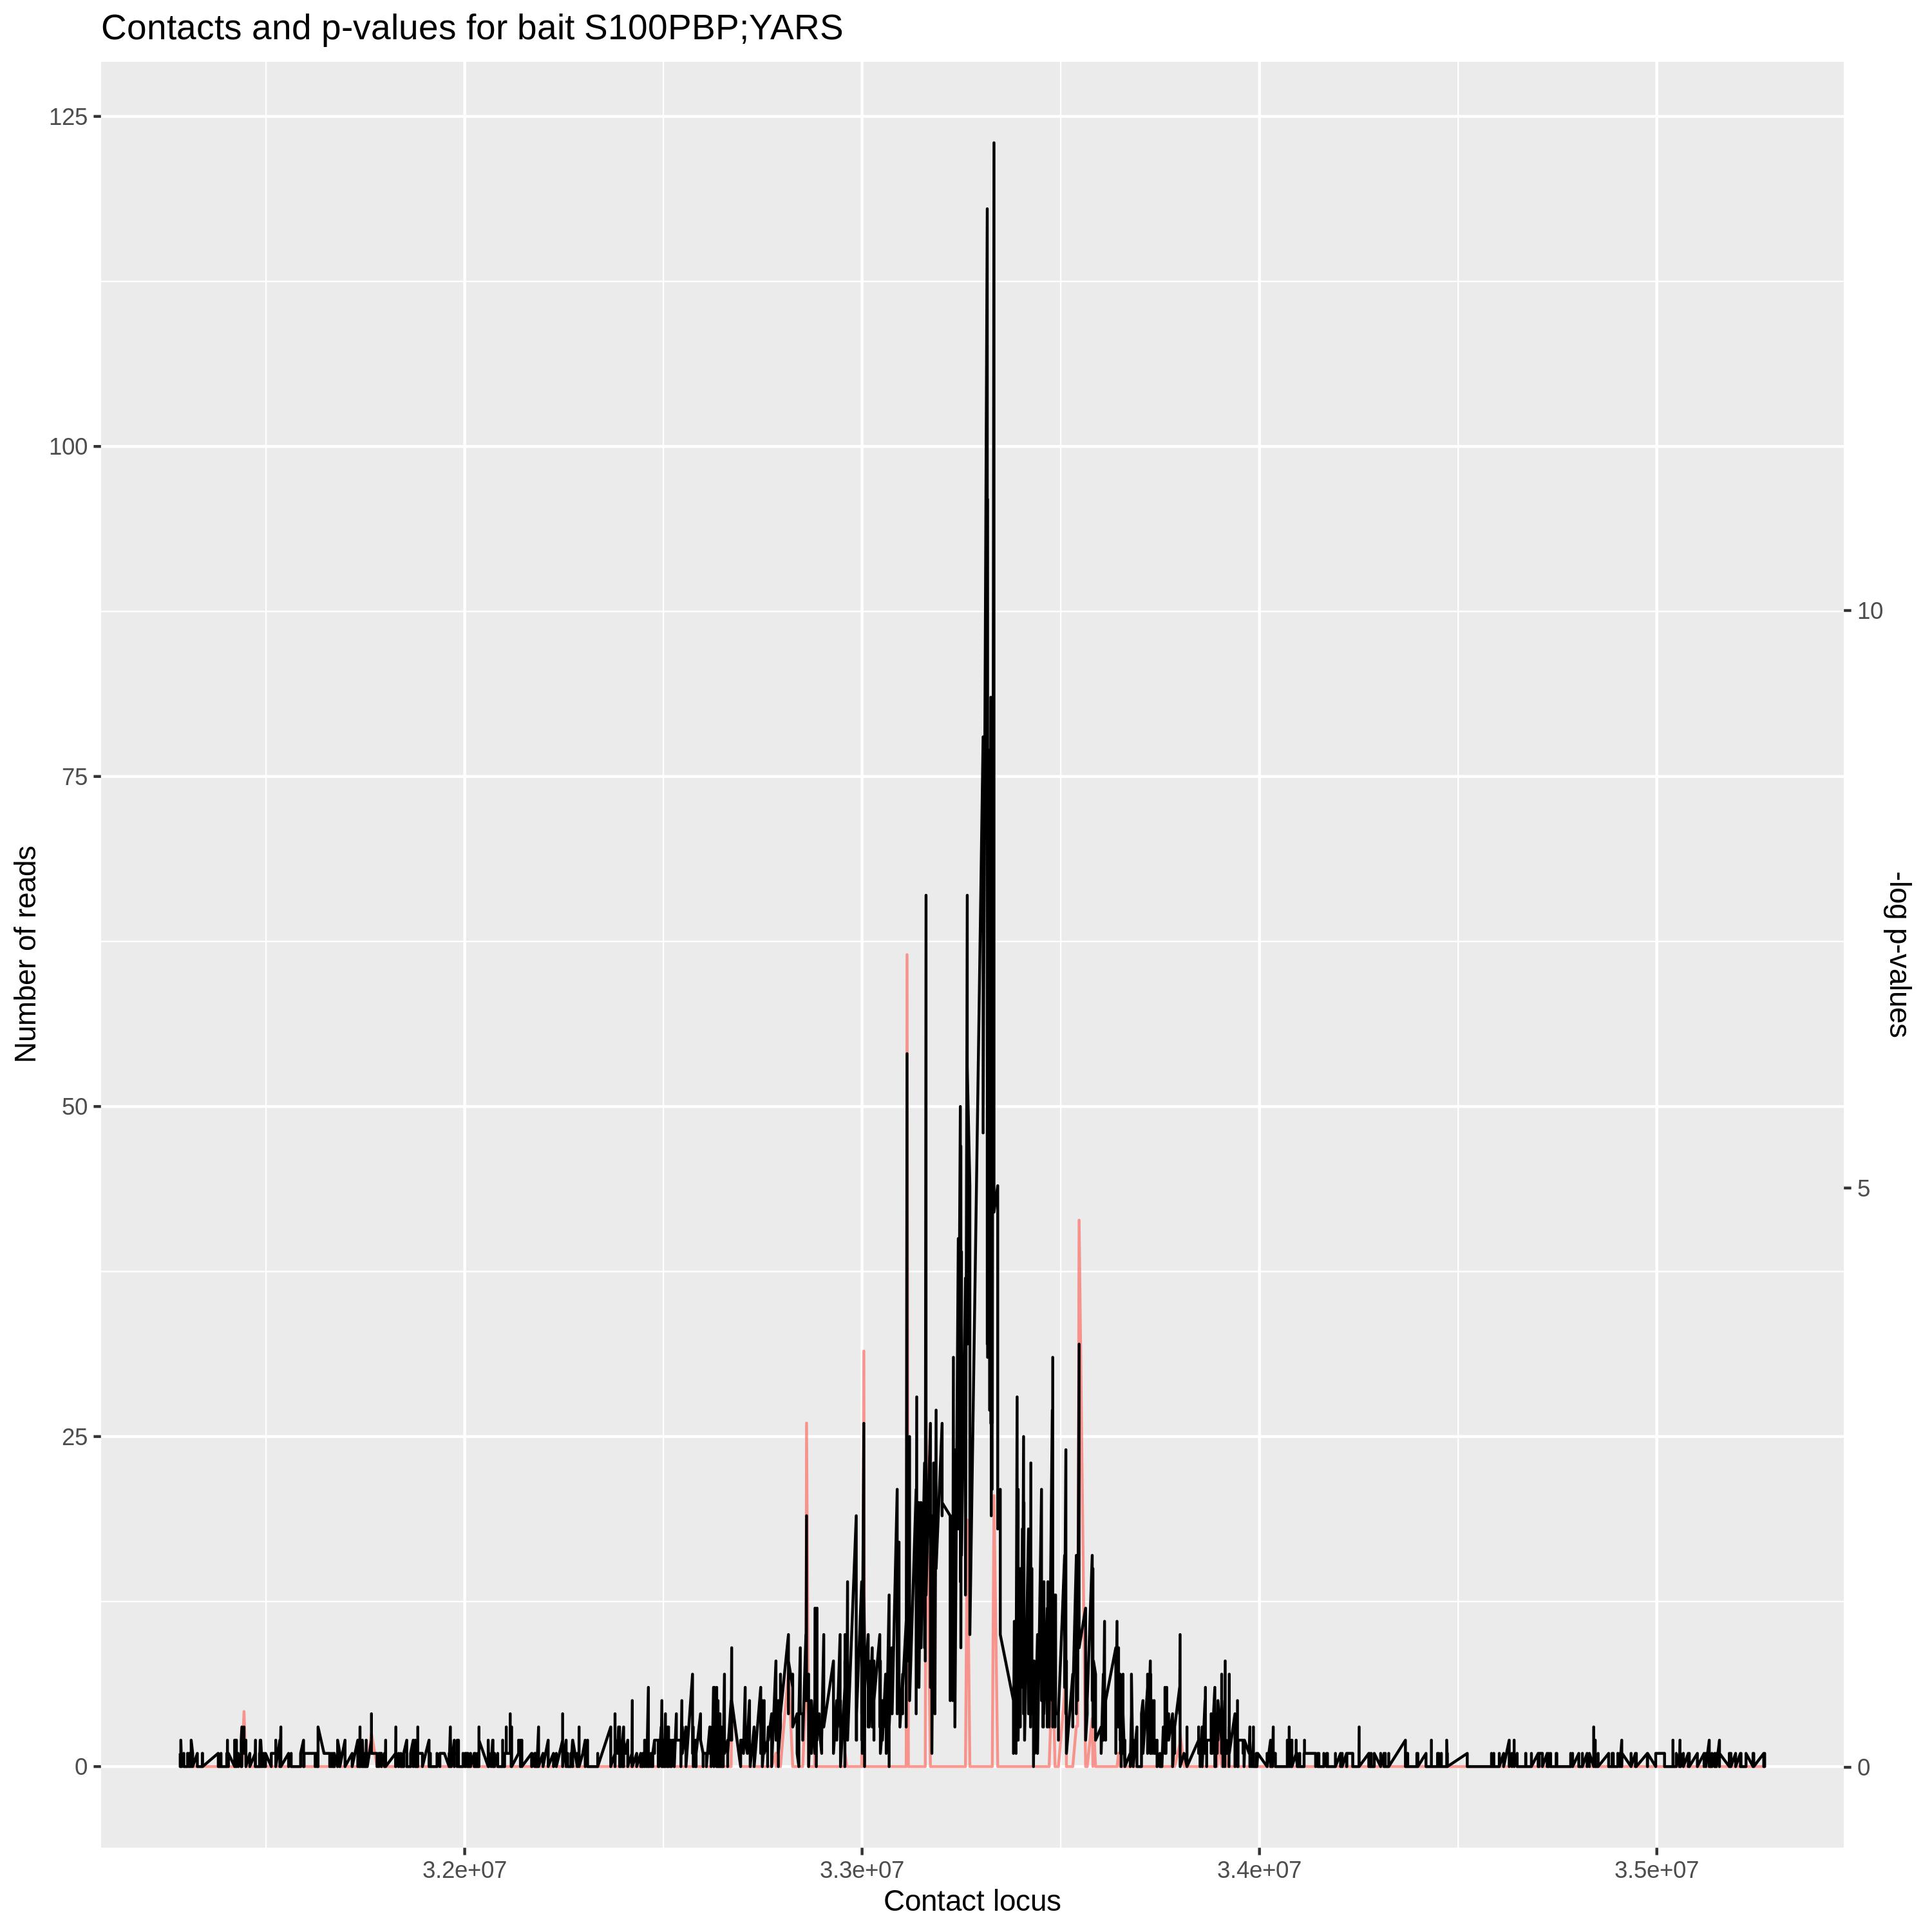 Contacts and p-values for bait S100PBP;YARS
125
100
75
50
25
0
Number of reads
10
5
0
-log p-values
3.2e+07
3.3e+07
3.4e+07
3.5e+07
Contact locus